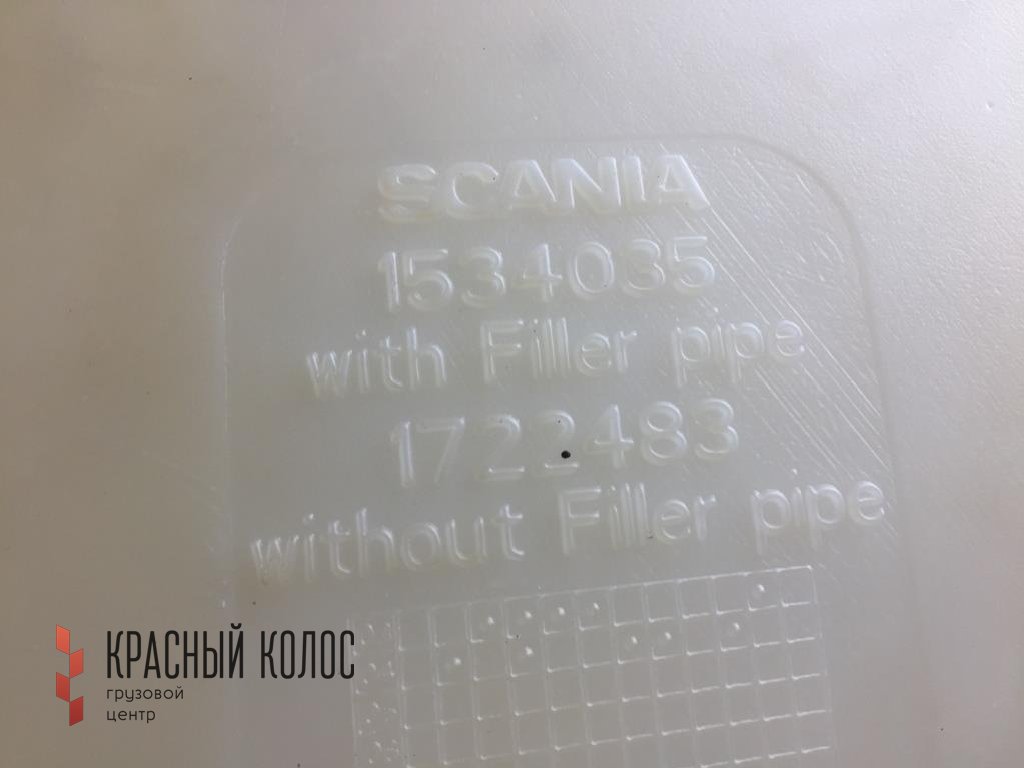 SCANIA
1534035
with Filler pipe
1722483
without Filler pipe
КРАСНЫЙ КОЛОС
грузовой
центр